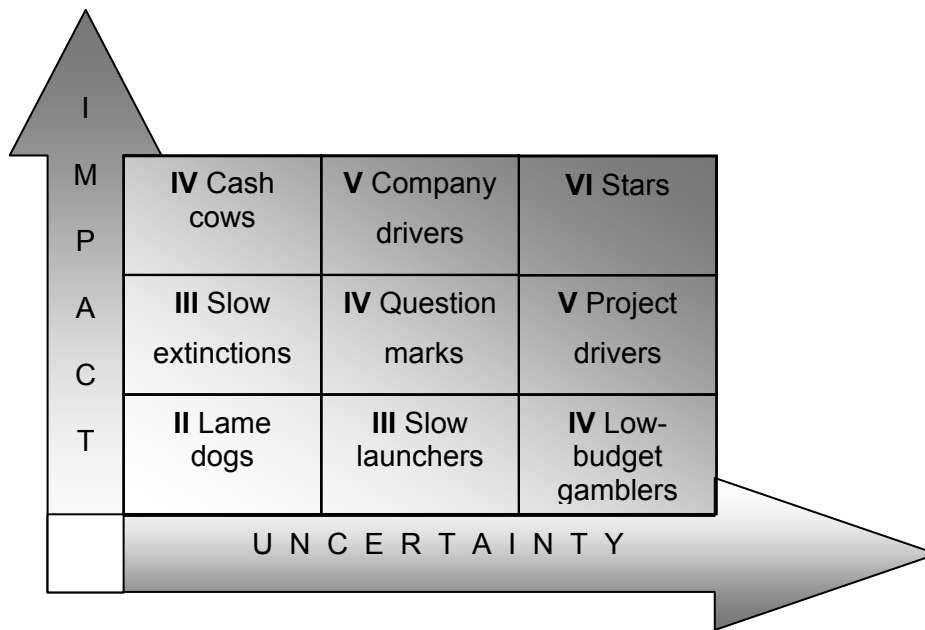 I
M
P
A
C
T
IV Cash
cows
V Company
drivers
VI Stars
III Slow
extinctions
IV Question
marks
V Project
drivers
II Lame
dogs
III Slow
launchers
IV Low-
budget
gamblers
U N C E R T A I N T Y